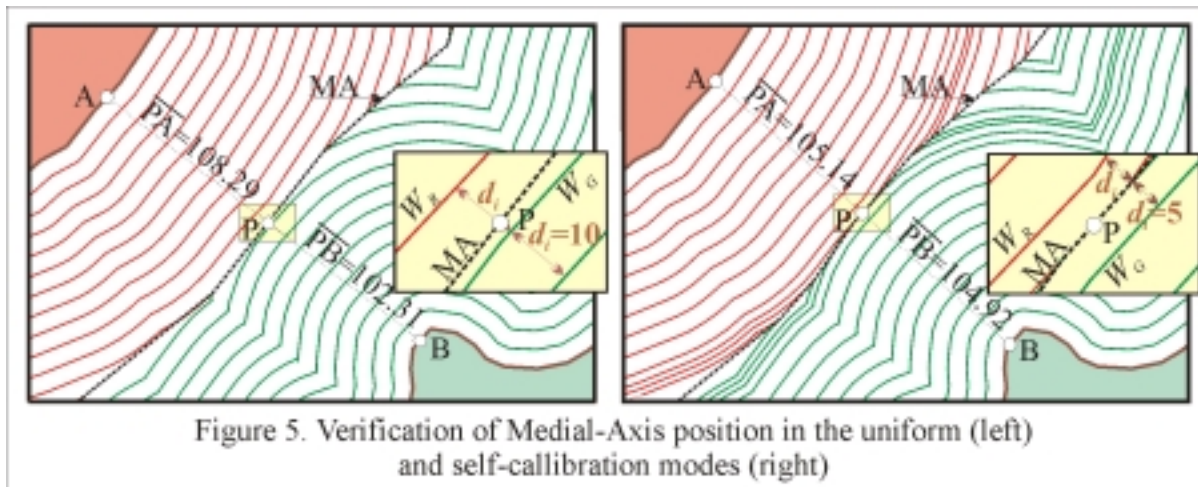 A
PA=108.29
MA
P
PB=102.31
B
W_R
d_i
W_G
P
d_i=10
MA
A
PA=105.14
MA
P
PB=104.92
B
d_i
d_i=5
W_R
P
MA
W_G
Figure 5. Verification of Medial-Axis position in the uniform (left)
and self-callibration modes (right)